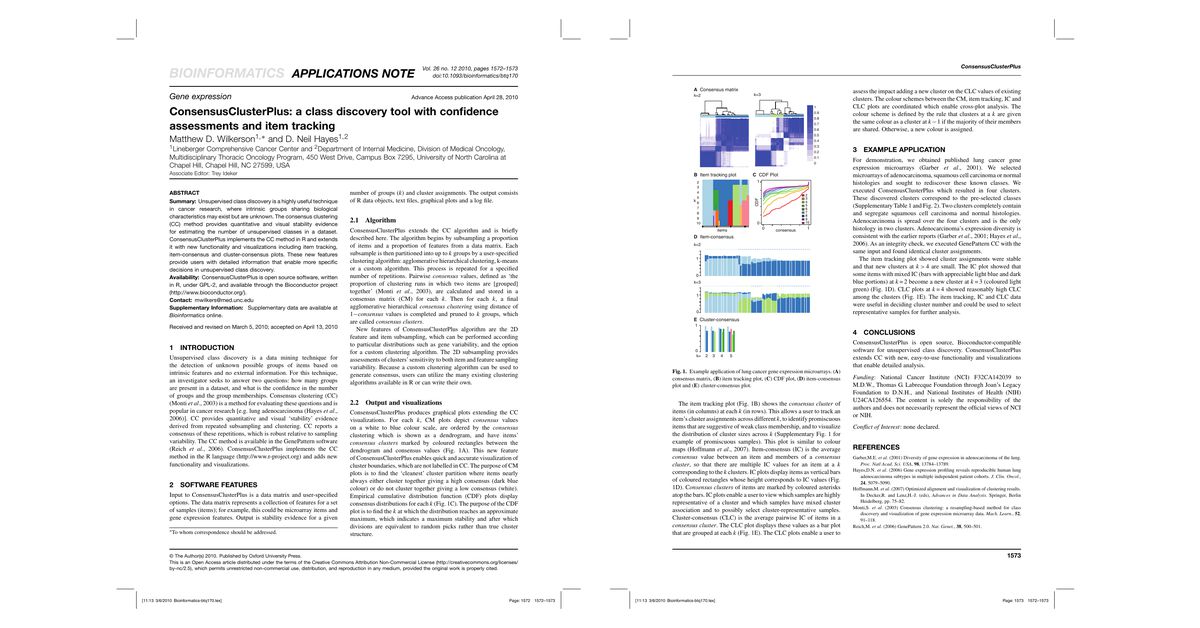 BIOINFORMATICS APPLICATIONS NOTE
Vol. 26 no. 12 2010, pages 1572–1573
doi:10.1093/bioinformatics/btq170
Gene expression
Advance Access publication April 28, 2010
ConsensusClusterPlus: a class discovery tool with confidence
assessments and item tracking
Matthew D. Wilkerson1,* and D. Neil Hayes1,2
1Lineberger Comprehensive Cancer Center and 2Department of Internal Medicine, Division of Medical Oncology,
Multidisciplinary Thoracic Oncology Program, 450 West Drive, Campus Box 7295, University of North Carolina at
Chapel Hill, Chapel Hill, NC 27599, USA
Associate Editor: Trey Ideker
ABSTRACT
Summary: Unsupervised class discovery is a highly useful technique
in cancer research, where intrinsic groups sharing biological
characteristics may exist but are unknown. The consensus clustering
(CC) method provides quantitative and visual stability evidence
for estimating the number of unsupervised classes in a dataset.
ConsensusClusterPlus implements the CC method in R and extends
it with new functionality and visualizations including item tracking,
item-consensus and cluster-consensus plots. These new features
provide users with detailed information that enable more specific
decisions in unsupervised class discovery.
Availability: ConsensusClusterPlus is open source software, written
in R, under GPL-2, and available through the Bioconductor project
(http://www.bioconductor.org/).
Contact: mwilkers@med.unc.edu
Supplementary Information: Supplementary data are available at
Bioinformatics online.
Received and revised on March 5, 2010; accepted on April 13, 2010
1 INTRODUCTION
Unsupervised class discovery is a data mining technique for
the detection of unknown possible groups of items based on
intrinsic features and no external information. For this technique,
an investigator seeks to answer two questions: how many groups
are present in a dataset, and what is the confidence in the number
of groups and the group memberships. Consensus clustering (CC)
(Monti et al., 2003) is a method for evaluating these questions and is
popular in cancer research [e.g. lung adenocarcinoma (Hayes et al.,
2006)]. CC provides quantitative and visual ‘stability’ evidence
derived from repeated subsampling and clustering. CC reports a
consensus of these repetitions, which is robust relative to sampling
variability. The CC method is available in the GenePattern software
(Reich et al., 2006). ConsensusClusterPlus implements the CC
method in the R language (http://www.r-project.org) and adds new
functionality and visualizations.
2 SOFTWARE FEATURES
Input to ConsensusClusterPlus is a data matrix and user-specified
options. The data matrix represents a collection of features for a set
of samples (items); for example, this could be microarray items and
gene expression features. Output is stability evidence for a given
*To whom correspondence should be addressed.
number of groups (k) and cluster assignments. The output consists
of R data objects, text files, graphical plots and a log file.
2.1 Algorithm
ConsensusClusterPlus extends the CC algorithm and is briefly
described here. The algorithm begins by subsampling a proportion
of items and a proportion of features from a data matrix. Each
subsample is then partitioned into up to k groups by a user-specified
clustering algorithm: agglomerative hierarchical clustering, k-means
or a custom algorithm. This process is repeated for a specified
number of repetitions. Pairwise consensus values, defined as ‘the
proportion of clustering runs in which two items are [grouped]
together’ (Monti et al., 2003), are calculated and stored in a
consensus matrix (CM) for each k. Then for each k, a final
agglomerative hierarchical consensus clustering using distance of
1−consensus values is completed and pruned to k groups, which
are called consensus clusters.
New features of ConsensusClusterPlus algorithm are the 2D
feature and item subsampling, which can be performed according
to particular distributions such as gene variability, and the option
for a custom clustering algorithm. The 2D subsampling provides
assessments of clusters’ sensitivity to both item and feature sampling
variability. Because a custom clustering algorithm can be used to
generate consensus, users can utilize the many existing clustering
algorithms available in R or can write their own.
2.2 Output and visualizations
ConsensusClusterPlus produces graphical plots extending the CC
visualizations. For each k, CM plots depict consensus values
on a white to blue colour scale, are ordered by the consensus
clustering which is shown as a dendrogram, and have items’
consensus clusters marked by coloured rectangles between the
dendrogram and consensus values (Fig. 1A). This new feature
of ConsensusClusterPlus enables quick and accurate visualization of
cluster boundaries, which are not labelled in CC. The purpose of CM
plots is to find the ‘cleanest’ cluster partition where items nearly
always either cluster together giving a high consensus (dark blue
colour) or do not cluster together giving a low consensus (white).
Empirical cumulative distribution function (CDF) plots display
consensus distributions for each k (Fig. 1C). The purpose of the CDF
plot is to find the k at which the distribution reaches an approximate
maximum, which indicates a maximum stability and after which
divisions are equivalent to random picks rather than true cluster
structure.
© The Author(s) 2010. Published by Oxford University Press.
This is an Open Access article distributed under the terms of the Creative Commons Attribution Non-Commercial License (http://creativecommons.org/licenses/
by-nc/2.5), which permits unrestricted non-commercial use, distribution, and reproduction in any medium, provided the original work is properly cited.
[11:13 3/6/2010 Bioinformatics-btq170.tex]
Page: 1572 1572–1573
ConsensusClusterPlus
A Consensus matrix
k=2
k=3
B Item tracking plot
C CDF Plot
k
items
CDF
consensus
D Item-consensus
k=2
k=3
E Cluster-consensus
k= 2 3 4 5
Fig. 1. Example application of lung cancer gene expression microarrays. (A)
consensus matrix, (B) item tracking plot, (C) CDF plot, (D) item-consensus
plot and (E) cluster-consensus plot.
The item tracking plot (Fig. 1B) shows the consensus cluster of
items (in columns) at each k (in rows). This allows a user to track an
item’s cluster assignments across different k, to identify promiscuous
items that are suggestive of weak class membership, and to visualize
the distribution of cluster sizes across k (Supplementary Fig. 1 for
example of promiscuous samples). This plot is similar to colour
maps (Hoffmann et al., 2007). Item-consensus (IC) is the average
consensus value between an item and members of a consensus
cluster, so that there are multiple IC values for an item at a k
corresponding to the k clusters. IC plots display items as vertical bars
of coloured rectangles whose height corresponds to IC values (Fig.
1D). Consensus clusters of items are marked by coloured asterisks
atop the bars. IC plots enable a user to view which samples are highly
representative of a cluster and which samples have mixed cluster
association and to possibly select cluster-representative samples.
Cluster-consensus (CLC) is the average pairwise IC of items in a
consensus cluster. The CLC plot displays these values as a bar plot
that are grouped at each k (Fig. 1E). The CLC plots enable a user to
assess the impact adding a new cluster on the CLC values of existing
clusters. The colour schemes between the CM, item tracking, IC and
CLC plots are coordinated which enable cross-plot analysis. The
colour scheme is defined by the rule that clusters at a k are given
the same colour as a cluster at k−1 if the majority of their members
are shared. Otherwise, a new colour is assigned.
3 EXAMPLE APPLICATION
For demonstration, we obtained published lung cancer gene
expression microarrays (Garber et al., 2001). We selected
microarrays of adenocarcinoma, squamous cell carcinoma or normal
histologies and sought to rediscover these known classes. We
executed ConsensusClusterPlus which resulted in four clusters.
These discovered clusters correspond to the pre-selected classes
(Supplementary Table 1 and Fig. 2). Two clusters completely contain
and segregate squamous cell carcinoma and normal histologies.
Adenocarcinoma is spread over the four clusters and is the only
histology in two clusters. Adenocarcinoma’s expression diversity is
consistent with the earlier reports (Garber et al., 2001; Hayes et al.,
2006). As an integrity check, we executed GenePattern CC with the
same input and found identical cluster assignments.
The item tracking plot showed cluster assignments were stable
and that new clusters at k > 4 are small. The IC plot showed that
some items with mixed IC (bars with appreciable light blue and dark
blue portions) at k=2 become a new cluster at k=3 (coloured light
green) (Fig. 1D). CLC plots at k=4 showed reasonably high CLC
among the clusters (Fig. 1E). The item tracking, IC and CLC data
were useful in deciding cluster number and could be used to select
representative samples for further analysis.
4 CONCLUSIONS
ConsensusClusterPlus is open source, Bioconductor-compatible
software for unsupervised class discovery. ConsensusClusterPlus
extends CC with new, easy-to-use functionality and visualizations
that enable detailed analysis.
Funding: National Cancer Institute (NCI) F32CA142039 to
M.D.W., Thomas G. Labrecque Foundation through Joan’s Legacy
Foundation to D.N.H., and National Institutes of Health (NIH)
U24CA126554. The content is solely the responsibility of the
authors and does not necessarily represent the official views of NCI
or NIH.
Conflict of Interest: none declared.
REFERENCES
Garber,M.E. et al. (2001) Diversity of gene expression in adenocarcinoma of the lung.
Proc. Natl Acad. Sci. USA, 98, 13784–13789.
Hayes,D.N. et al. (2006) Gene expression profiling reveals reproducible human lung
adenocarcinoma subtypes in multiple independent patient cohorts. J. Clin. Oncol.,
24, 5079–5090.
Hoffmann,M. et al. (2007) Optimized alignment and visualization of clustering results.
In Decker,R. and Lenz,H.-J. (eds), Advances in Data Analysis. Springer, Berlin
Heidelberg, pp. 75–82.
Monti,S. et al. (2003) Consensus clustering: a resampling-based method for class
discovery and visualization of gene expression microarray data. Mach. Learn., 52,
91–118.
Reich,M. et al. (2006) GenePattern 2.0. Nat. Genet., 38, 500–501.
1573
[11:13 3/6/2010 Bioinformatics-btq170.tex]
Page: 1573 1572–1573